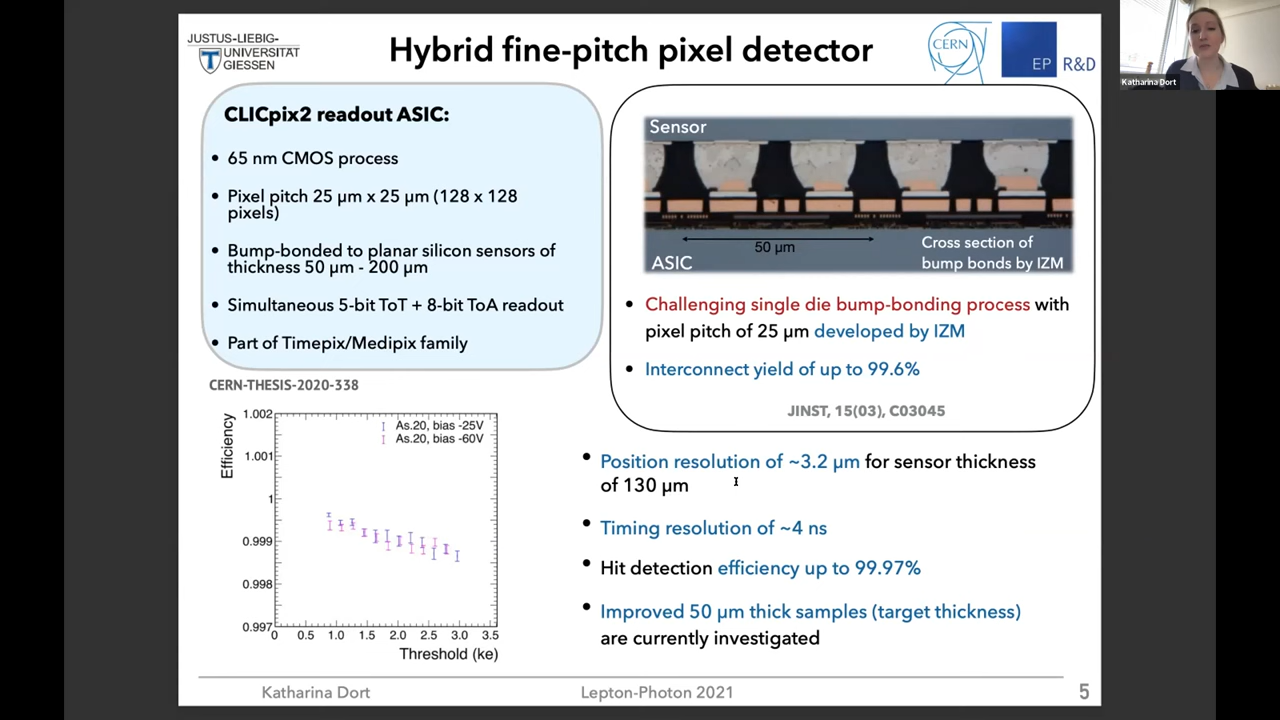 JUSTUS-LIEBIG-
UNIVERSITÄT
GIESSEN
Hybrid fine-pitch pixel detector
CERN
EP R&D
Katharina Dort
CLICpix2 readout ASIC:
• 65 nm CMOS process
• Pixel pitch 25 µm x 25 µm (128 x 128
pixels)
• Bump-bonded to planar silicon sensors of
thickness 50 µm - 200 µm
• Simultaneous 5-bit ToT + 8-bit ToA readout
• Part of Timepix/Medipix family
Sensor
50 µm
ASIC
Cross section of
bump bonds by IZM
• Challenging single die bump-bonding process with
pixel pitch of 25 µm developed by IZM
• Interconnect yield of up to 99.6%
JINST, 15(03), C03045
CERN-THESIS-2020-338
Efficiency
1.002
1.001
1
0.999
0.998
0.997
As.20, bias -25V
As.20, bias -60V
0 0.5 1.0 1.5 2.0 2.5 3.0 3.5
Threshold (ke)
• Position resolution of ~3.2 µm for sensor thickness
of 130 µm
• Timing resolution of ~4 ns
• Hit detection efficiency up to 99.97%
• Improved 50 µm thick samples (target thickness)
are currently investigated
Katharina Dort
Lepton-Photon 2021
5